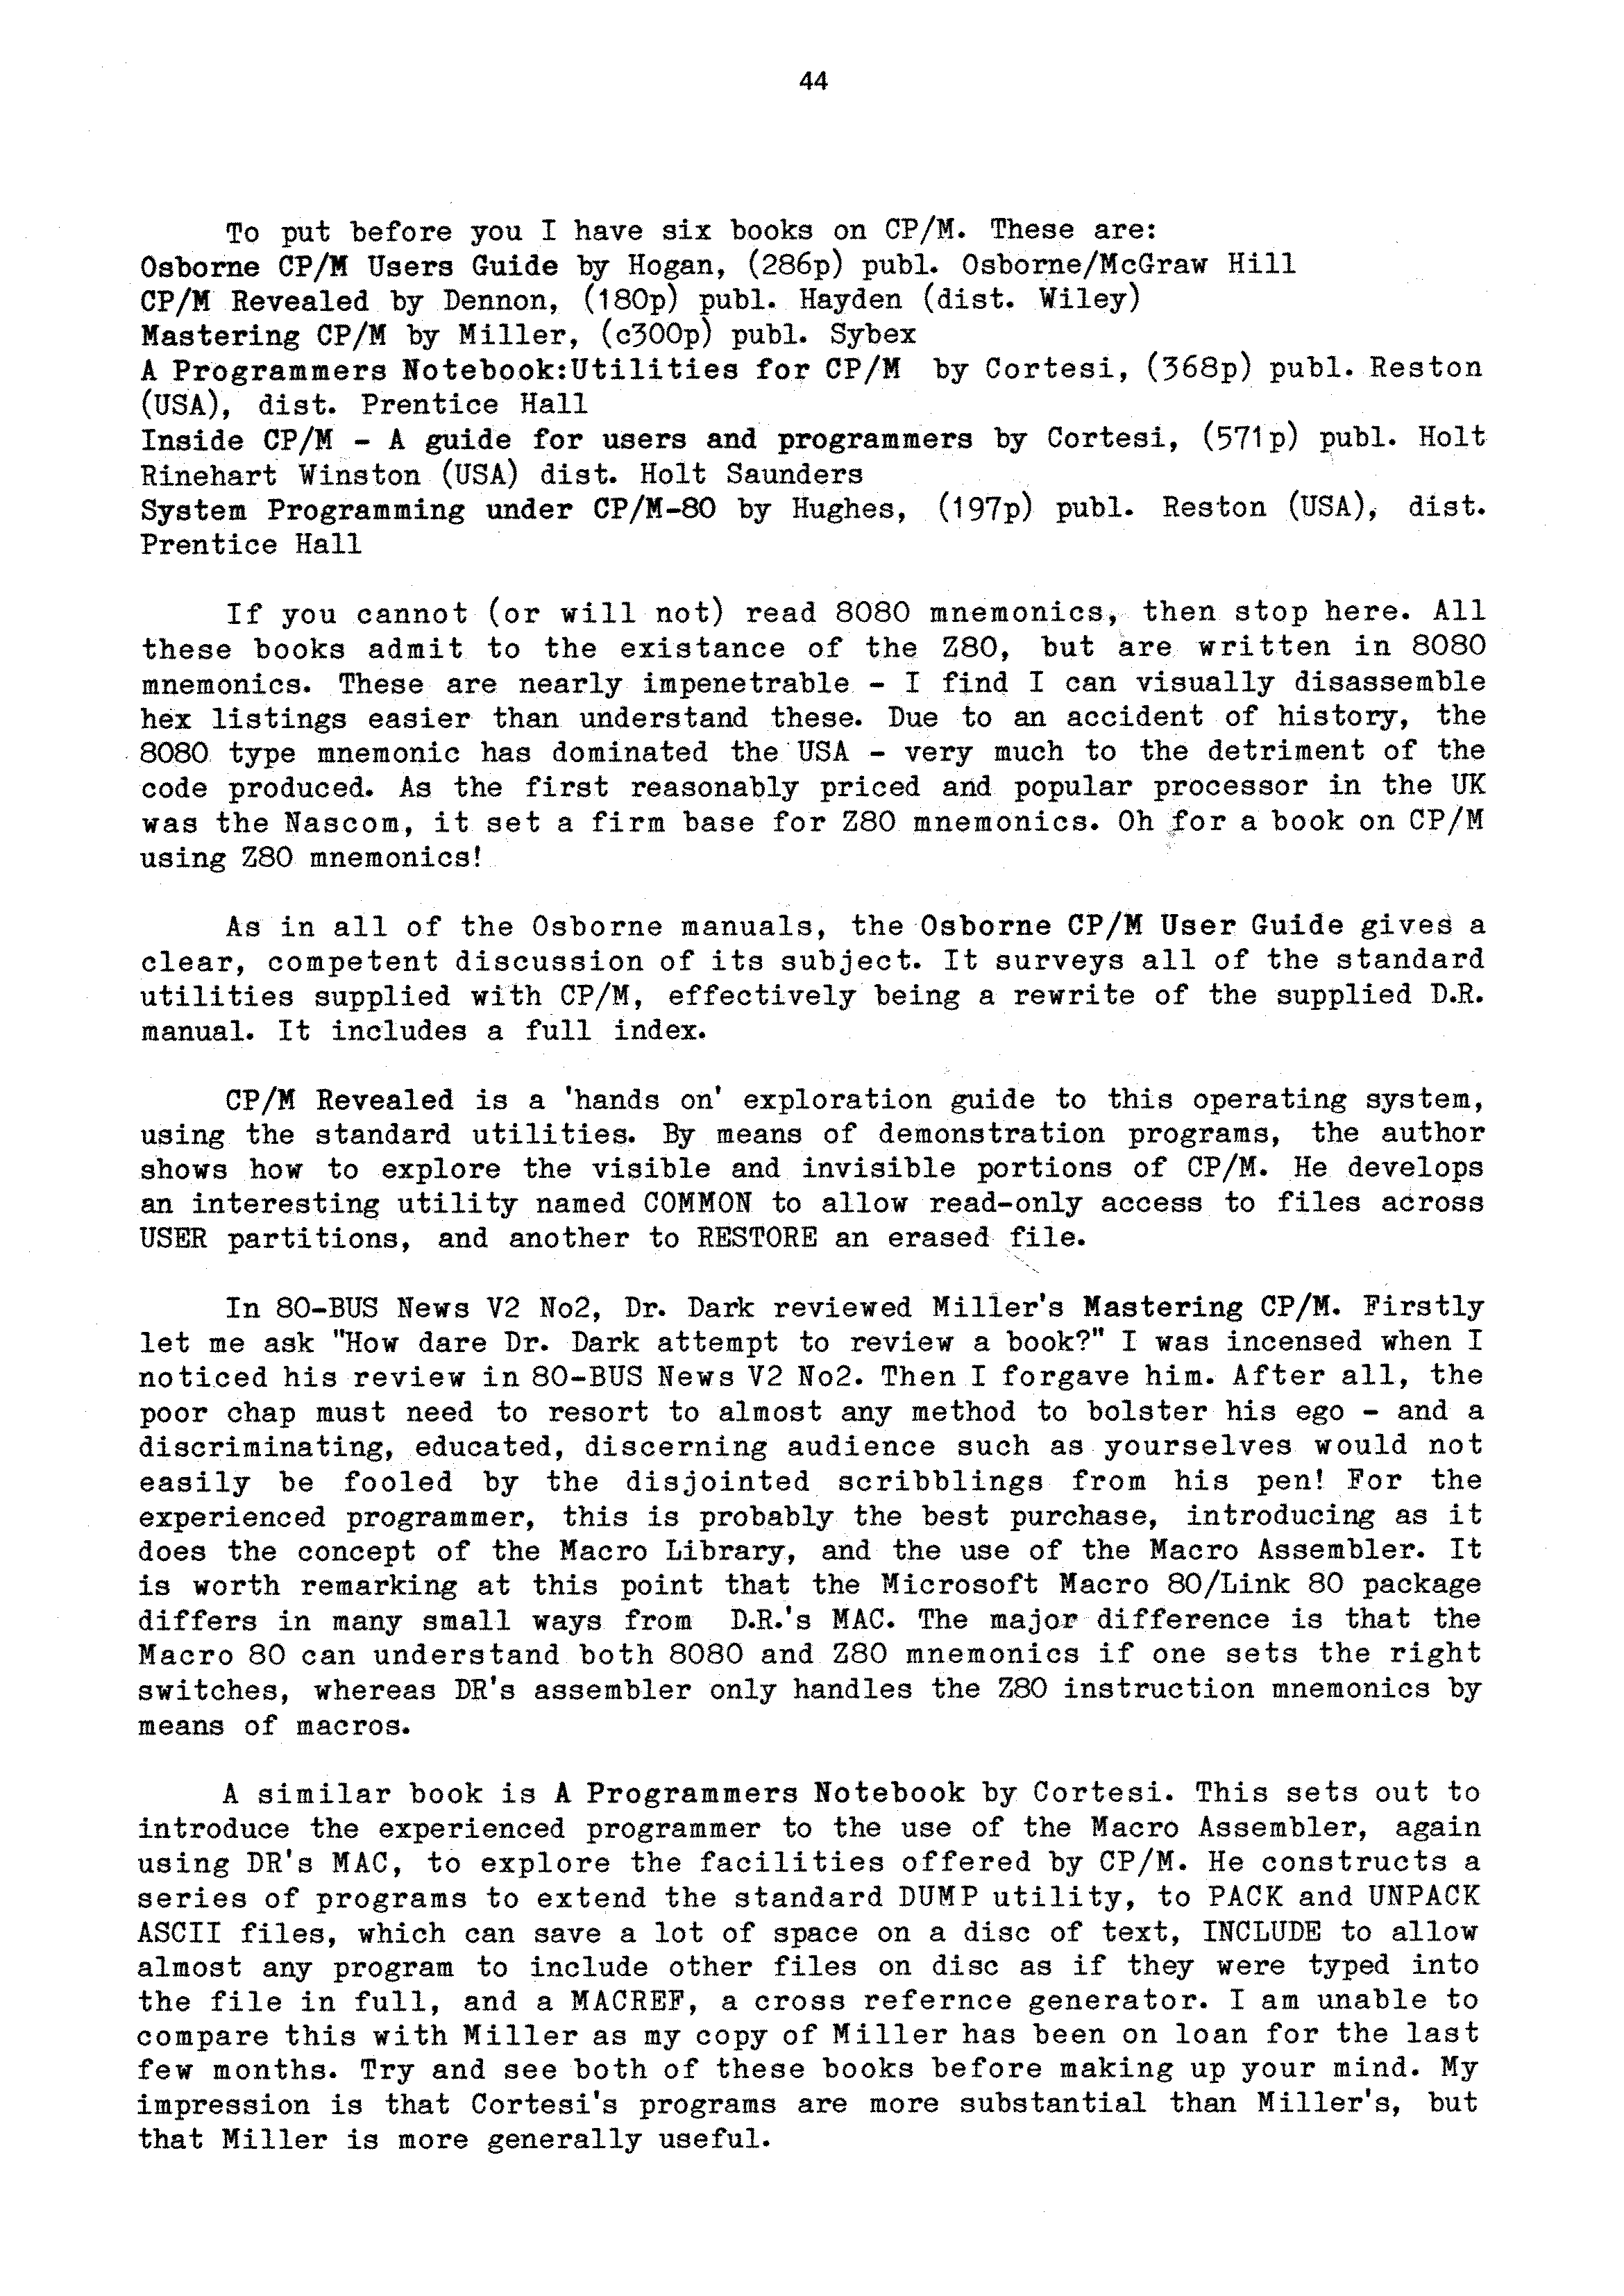 44
To put before you I have six books on CP/M. These are:
Osborne CP/M Users Guide by Hogan, (286p) publ. Osborne/McGraw Hill
CP/M Revealed by Dennon, (180p) publ. Hayden (dist. Wiley)
Mastering CP/M by Miller, (c300p) publ. Sybex
A Programmers Notebook:Utilities for CP/M by Cortesi, (368p) publ. Reston
(USA), dist. Prentice Hall
Inside CP/M - A guide for users and programmers by Cortesi, (571p) publ. Holt
Rinehart Winston (USA) dist. Holt Saunders
System Programming under CP/M-80 by Hughes, (197p) publ. Reston (USA), dist.
Prentice Hall
If you cannot (or will not) read 8080 mnemonics, then stop here. All
these books admit to the existance of the Z80, but are written in 8080
mnemonics. These are nearly impenetrable - I find I can visually disassemble
hex listings easier than understand these. Due to an accident of history, the
8080 type mnemonic has dominated the USA - very much to the detriment of the
code produced. As the first reasonably priced and popular processor in the UK
was the Nascom, it set a firm base for Z80 mnemonics. Oh for a book on CP/M
using Z80 mnemonics!
As in all of the Osborne manuals, the Osborne CP/M User Guide gives a
clear, competent discussion of its subject. It surveys all of the standard
utilities supplied with CP/M, effectively being a rewrite of the supplied D.R.
manual. It includes a full index.
CP/M Revealed is a 'hands on' exploration guide to this operating system,
using the standard utilities. By means of demonstration programs, the author
shows how to explore the visible and invisible portions of CP/M. He develops
an interesting utility named COMMON to allow read-only access to files across
USER partitions, and another to RESTORE an erased file.
In 80-BUS News V2 No2, Dr. Dark reviewed Miller's Mastering CP/M. Firstly
let me ask "How dare Dr. Dark attempt to review a book?" I was incensed when I
noticed his review in 80-BUS News V2 No2. Then I forgave him. After all, the
poor chap must need to resort to almost any method to bolster his ego - and a
discriminating, educated, discerning audience such as yourselves would not
easily be fooled by the disjointed scribblings from his pen! For the
experienced programmer, this is probably the best purchase, introducing as it
does the concept of the Macro Library, and the use of the Macro Assembler. It
is worth remarking at this point that the Microsoft Macro 80/Link 80 package
differs in many small ways from D.R.'s MAC. The major difference is that the
Macro 80 can understand both 8080 and Z80 mnemonics if one sets the right
switches, whereas DR's assembler only handles the Z80 instruction mnemonics by
means of macros.
A similar book is A Programmers Notebook by Cortesi. This sets out to
introduce the experienced programmer to the use of the Macro Assembler, again
using DR's MAC, to explore the facilities offered by CP/M. He constructs a
series of programs to extend the standard DUMP utility, to PACK and UNPACK
ASCII files, which can save a lot of space on a disc of text, INCLUDE to allow
almost any program to include other files on disc as if they were typed into
the file in full, and a MACREF, a cross refernce generator. I am unable to
compare this with Miller as my copy of Miller has been on loan for the last
few months. Try and see both of these books before making up your mind. My
impression is that Cortesi's programs are more substantial than Miller's, but
that Miller is more generally useful.